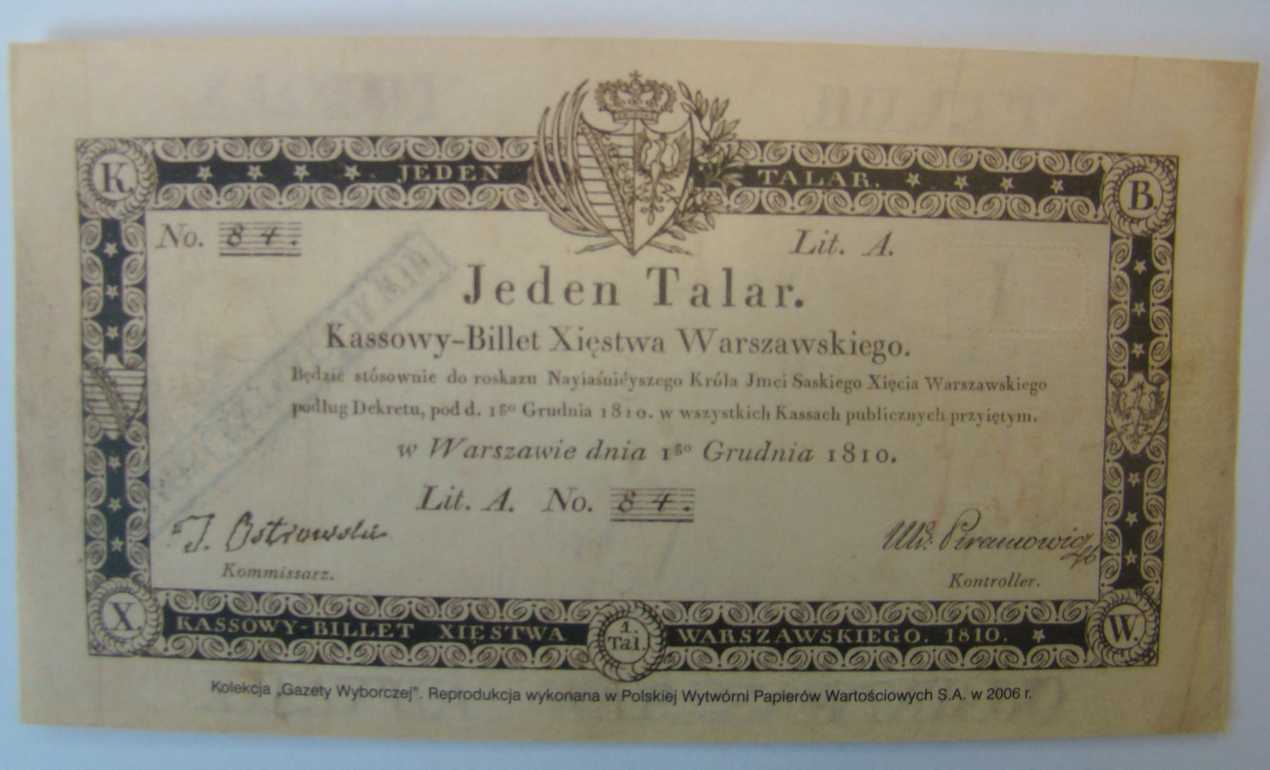 K. JEDEN TALAR. B.
No. 84. Lit. A.
Jeden Talar.
Kassowy-Billet Xięstwa Warszawskiego.
Będzie stósownie do roskazu Nayiaśnieyszego Króla Jmci Saskiego Xięcia Warszawskiego
podług Dekretu, pod d. 1go Grudnia 1810. w wszystkich Kassach publicznych przyiętym.
w Warszawie dnia 1go Grudnia 1810.
Lit. A. No. 84.
J. Ostrowski
Kommissarz. Kontroller.
X KASSOWY-BILLET XIĘSTWA 1. Tal. WARSZAWSKIEGO. 1810. W.
Kolekcja „Gazety Wyborczej". Reprodukcja wykonana w Polskiej Wytwórni Papierów Wartościowych S.A. w 2006 r.